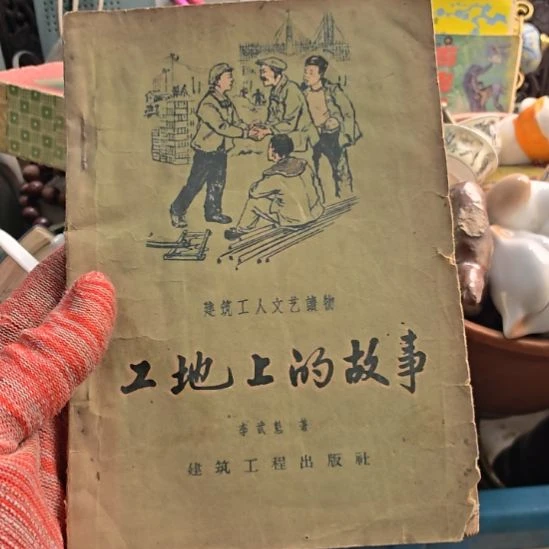 建筑工人文艺讀物
工地上的故事
李武魁 著
建筑工程出版社